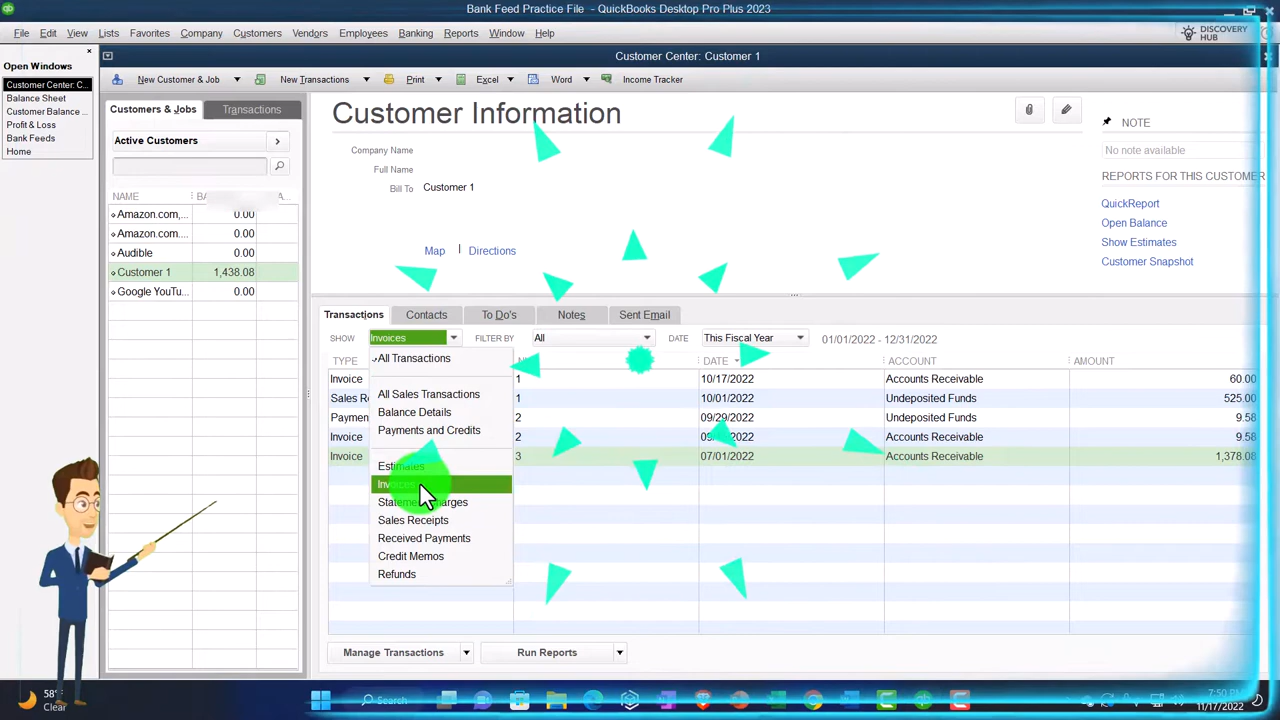 Bank Feed Practice File - QuickBooks Desktop Pro Plus 2023
File Edit View Lists Favorites Company Customers Vendors Employees Banking Reports Window Help
DISCOVERY HUB
Open Windows
Customer Center: C...
Balance Sheet
Customer Balance ...
Profit & Loss
Bank Feeds
Home
Customer Center: Customer 1
New Customer & Job New Transactions Print Excel Word Income Tracker
Customers & Jobs Transactions
Active Customers
NAME
Amazon.com,... 0.00
Amazon.com.... 0.00
Audible 0.00
Customer 1 1,438.08
Google YouTu... 0.00
Customer Information
Company Name
Full Name
Bill To Customer 1
Map Directions
NOTE
No note available
REPORTS FOR THIS CUSTOMER
QuickReport
Open Balance
Show Estimates
Customer Snapshot
Transactions Contacts To Do's Notes Sent Email
SHOW Invoices FILTER BY All DATE This Fiscal Year 01/01/2022 - 12/31/2022
TYPE DATE ACCOUNT AMOUNT
Invoice 1 10/17/2022 Accounts Receivable 60.00
Sales R 1 10/01/2022 Undeposited Funds 525.00
Paymen 2 09/29/2022 Undeposited Funds 9.58
Invoice 2 Accounts Receivable 9.58
Invoice 3 07/01/2022 Accounts Receivable 1,378.08
All Transactions
All Sales Transactions
Balance Details
Payments and Credits
Estimates
Invoices
Statement Charges
Sales Receipts
Received Payments
Credit Memos
Refunds
Manage Transactions Run Reports
58°
Clear
Search
7:50 PM
11/17/2022